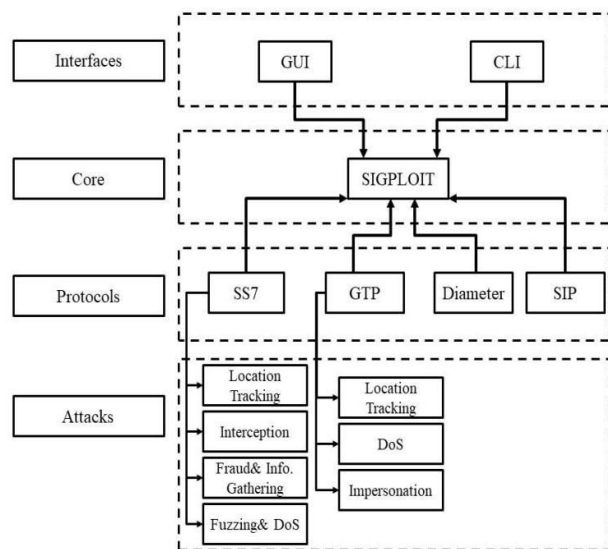 Interfaces
GUI
CLI
Core
SIGPLOIT
Protocols
SS7
GTP
Diameter
SIP
Attacks
Location
Tracking
Interception
Fraud& Info.
Gathering
Fuzzing& DoS
Location
Tracking
DoS
Impersonation